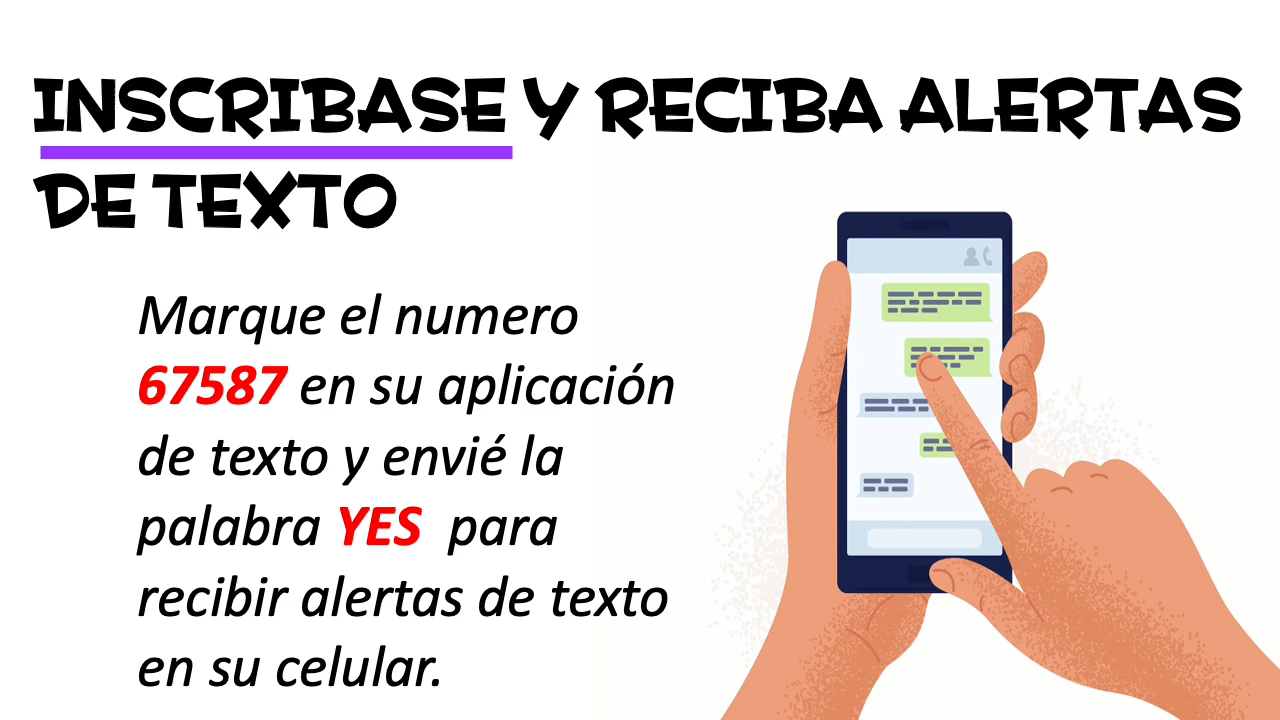 INSCRIBASE Y RECIBA ALERTAS
DE TEXTO
Marque el numero
67587 en su aplicación
de texto y envié la
palabra YES para
recibir alertas de texto
en su celular.